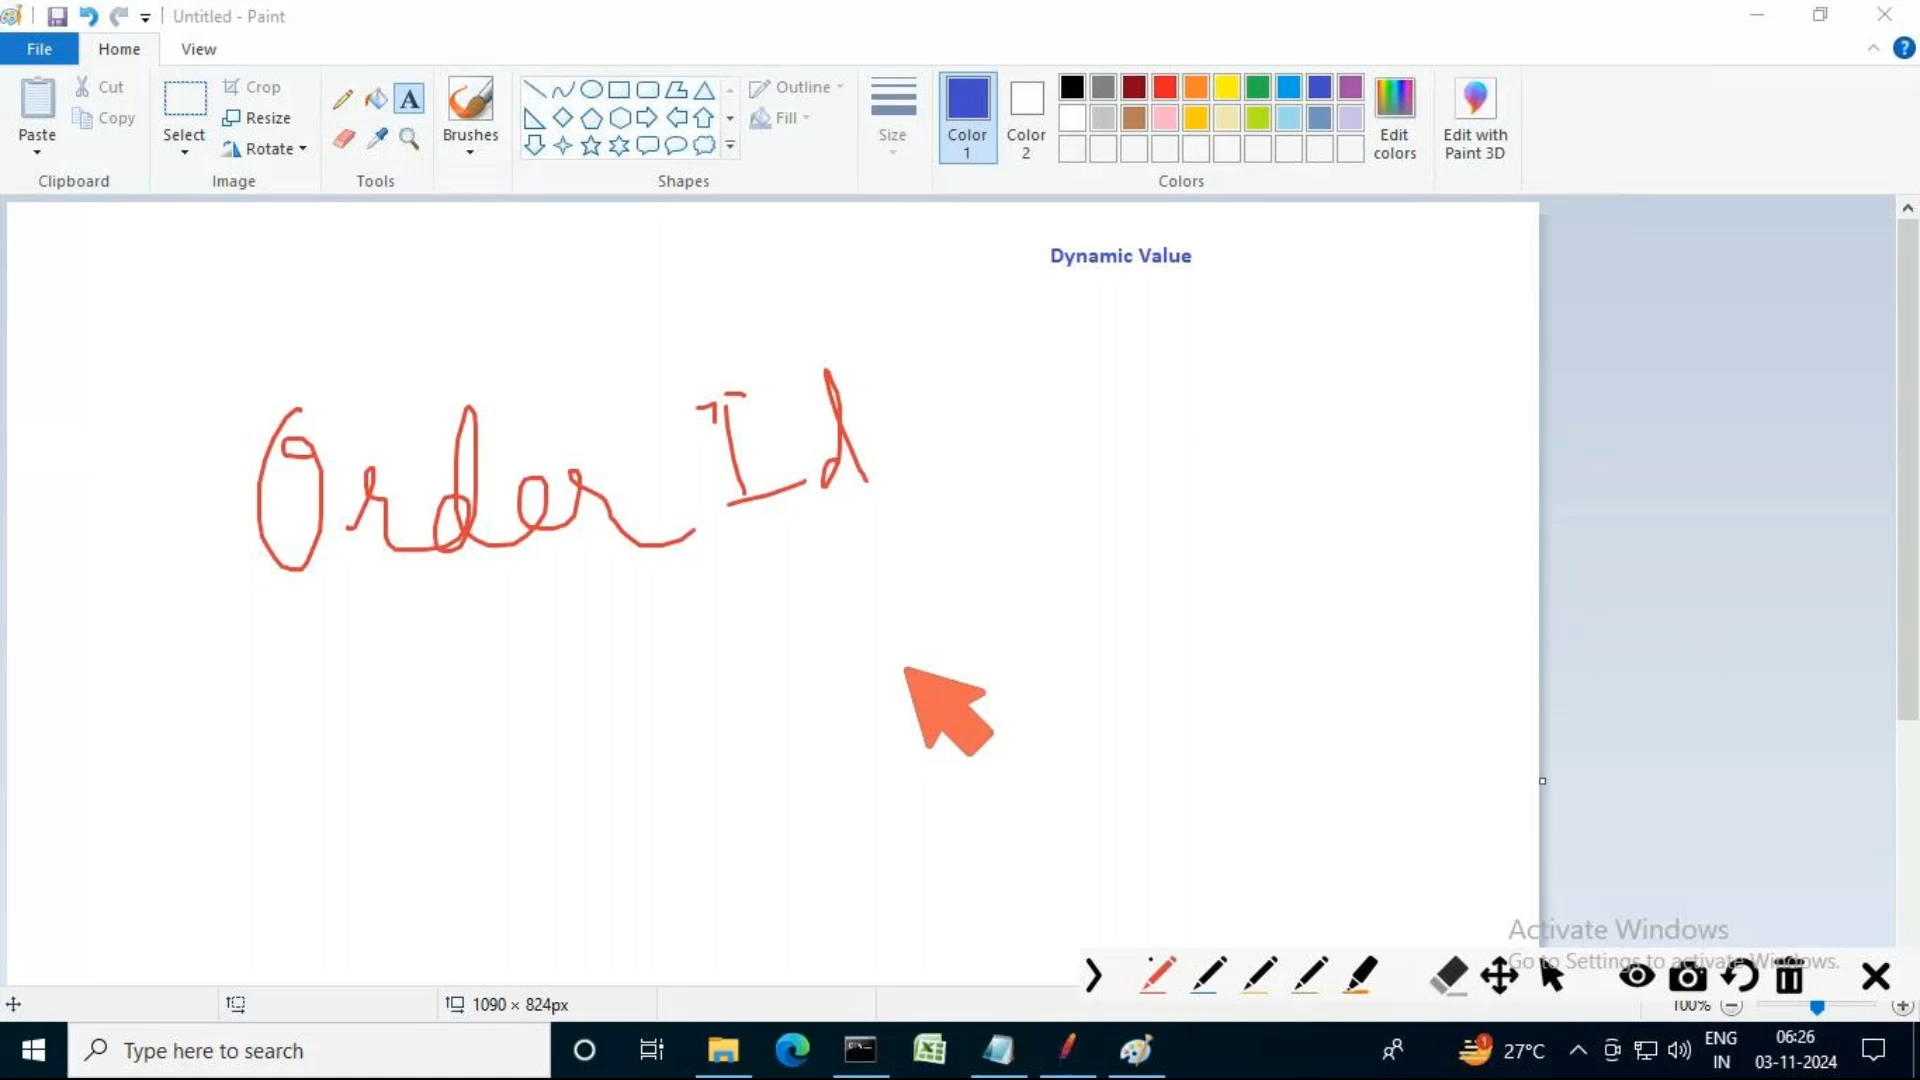 Untitled - Paint
File Home View
Paste
Cut
Copy
Clipboard
Select
Crop
Resize
Rotate
Image
Tools
Brushes
Shapes
Outline
Fill
Size
Color 1
Color 2
Edit colors
Edit with Paint 3D
Colors
Dynamic Value
Order Id
Activate Windows
Go to Settings to activate Windows.
1090 × 824px
100%
Type here to search
27°C
ENG
IN
06:26
03-11-2024